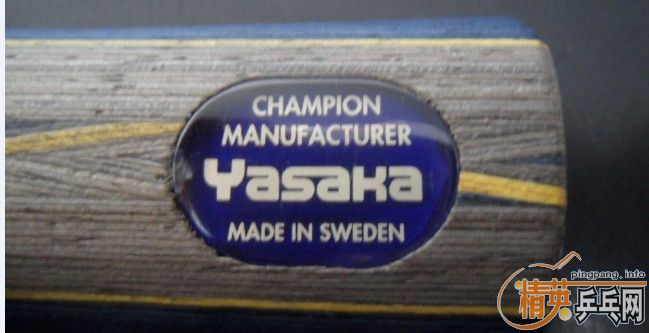 CHAMPION
MANUFACTURER
Yasaka
MADE IN SWEDEN
pingpang.info
精英乒乓网